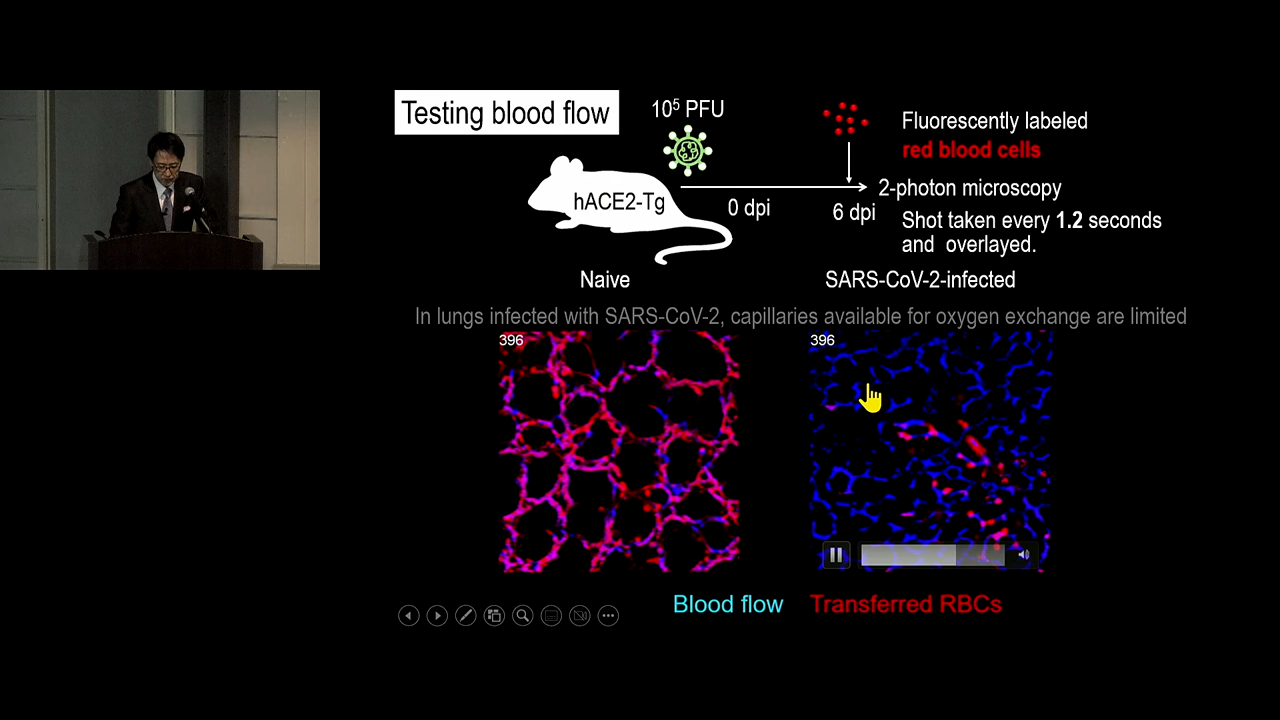 Testing blood flow
10⁵ PFU
Fluorescently labeled
red blood cells
hACE2-Tg
2-photon microscopy
0 dpi
6 dpi
Shot taken every 1.2 seconds
and overlayed.
Naive
SARS-CoV-2-infected
In lungs infected with SARS-CoV-2, capillaries available for oxygen exchange are limited
396
396
Blood flow
Transferred RBCs